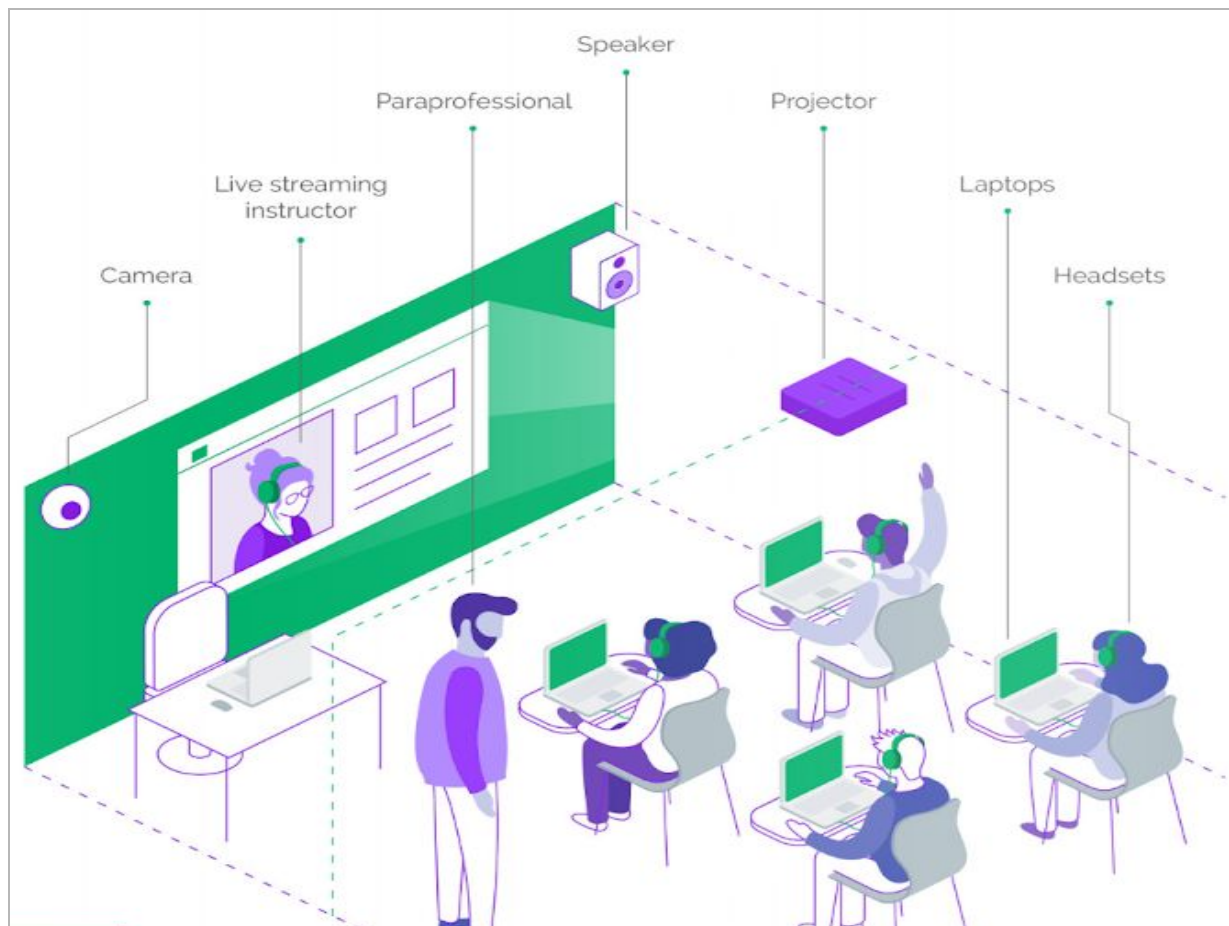 Speaker
Paraprofessional
Projector
Live streaming
instructor
Laptops
Camera
Headsets